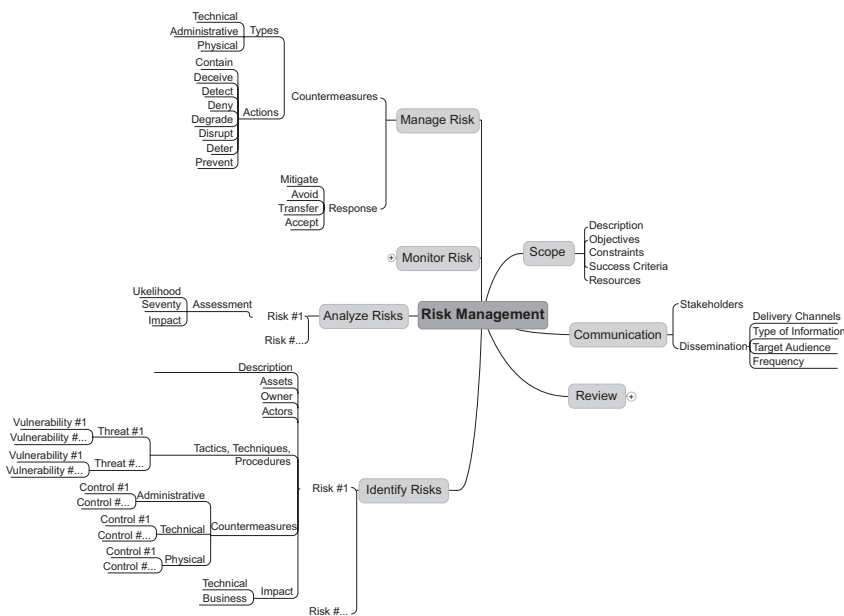 Technical
Administrative
Types
Physical
Contain
Deceive
Detect
Deny
Degrade
Actions
Disrupt
Deter
Prevent
Countermeasures
Manage Risk
Mitigate
Avoid
Transfer
Response
Accept
Monitor Risk
Ukelihood
Seventy
Assessment
Impact
Risk #1
Risk #...
Analyze Risks
Risk Management
Scope
Description
Objectives
Constraints
Success Criteria
Resources
Communication
Stakeholders
Dissemination
Delivery Channels
Type of Information
Target Audience
Frequency
Review
Description
Assets
Owner
Actors
Vulnerability #1
Vulnerability #...
Threat #1
Vulnerability #1
Vulnerability #...
Threat #...
Tactics, Techniques,
Procedures
Control #1
Control #...
Administrative
Control #1
Control #...
Technical
Control #1
Control #...
Physical
Countermeasures
Technical
Business
Impact
Risk #1
Risk #...
Identify Risks